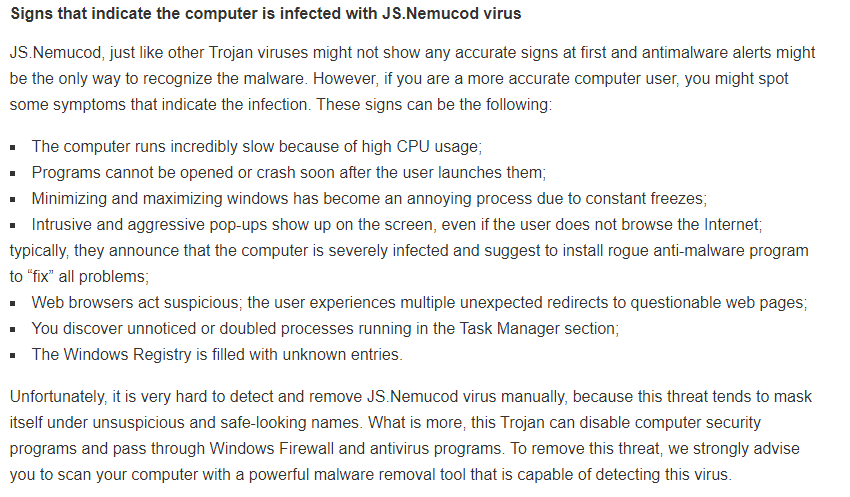 Signs that indicate the computer is infected with JS.Nemucod virus
JS.Nemucod, just like other Trojan viruses might not show any accurate signs at first and antimalware alerts might
be the only way to recognize the malware. However, if you are a more accurate computer user, you might spot
some symptoms that indicate the infection. These signs can be the following:
▪ The computer runs incredibly slow because of high CPU usage;
▪ Programs cannot be opened or crash soon after the user launches them;
▪ Minimizing and maximizing windows has become an annoying process due to constant freezes;
▪ Intrusive and aggressive pop-ups show up on the screen, even if the user does not browse the Internet;
typically, they announce that the computer is severely infected and suggest to install rogue anti-malware program
to “fix” all problems;
▪ Web browsers act suspicious; the user experiences multiple unexpected redirects to questionable web pages;
▪ You discover unnoticed or doubled processes running in the Task Manager section;
▪ The Windows Registry is filled with unknown entries.
Unfortunately, it is very hard to detect and remove JS.Nemucod virus manually, because this threat tends to mask
itself under unsuspicious and safe-looking names. What is more, this Trojan can disable computer security
programs and pass through Windows Firewall and antivirus programs. To remove this threat, we strongly advise
you to scan your computer with a powerful malware removal tool that is capable of detecting this virus.